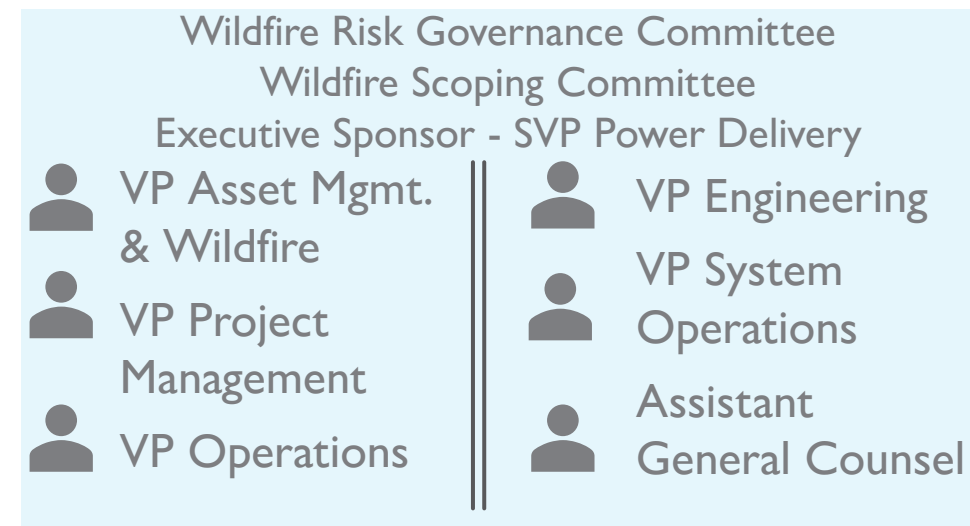 Wildfire Risk Governance Committee
Wildfire Scoping Committee
Executive Sponsor - SVP Power Delivery
VP Asset Mgmt.
& Wildfire
VP Project
Management
VP Operations
VP Engineering
VP System
Operations
Assistant
General Counsel